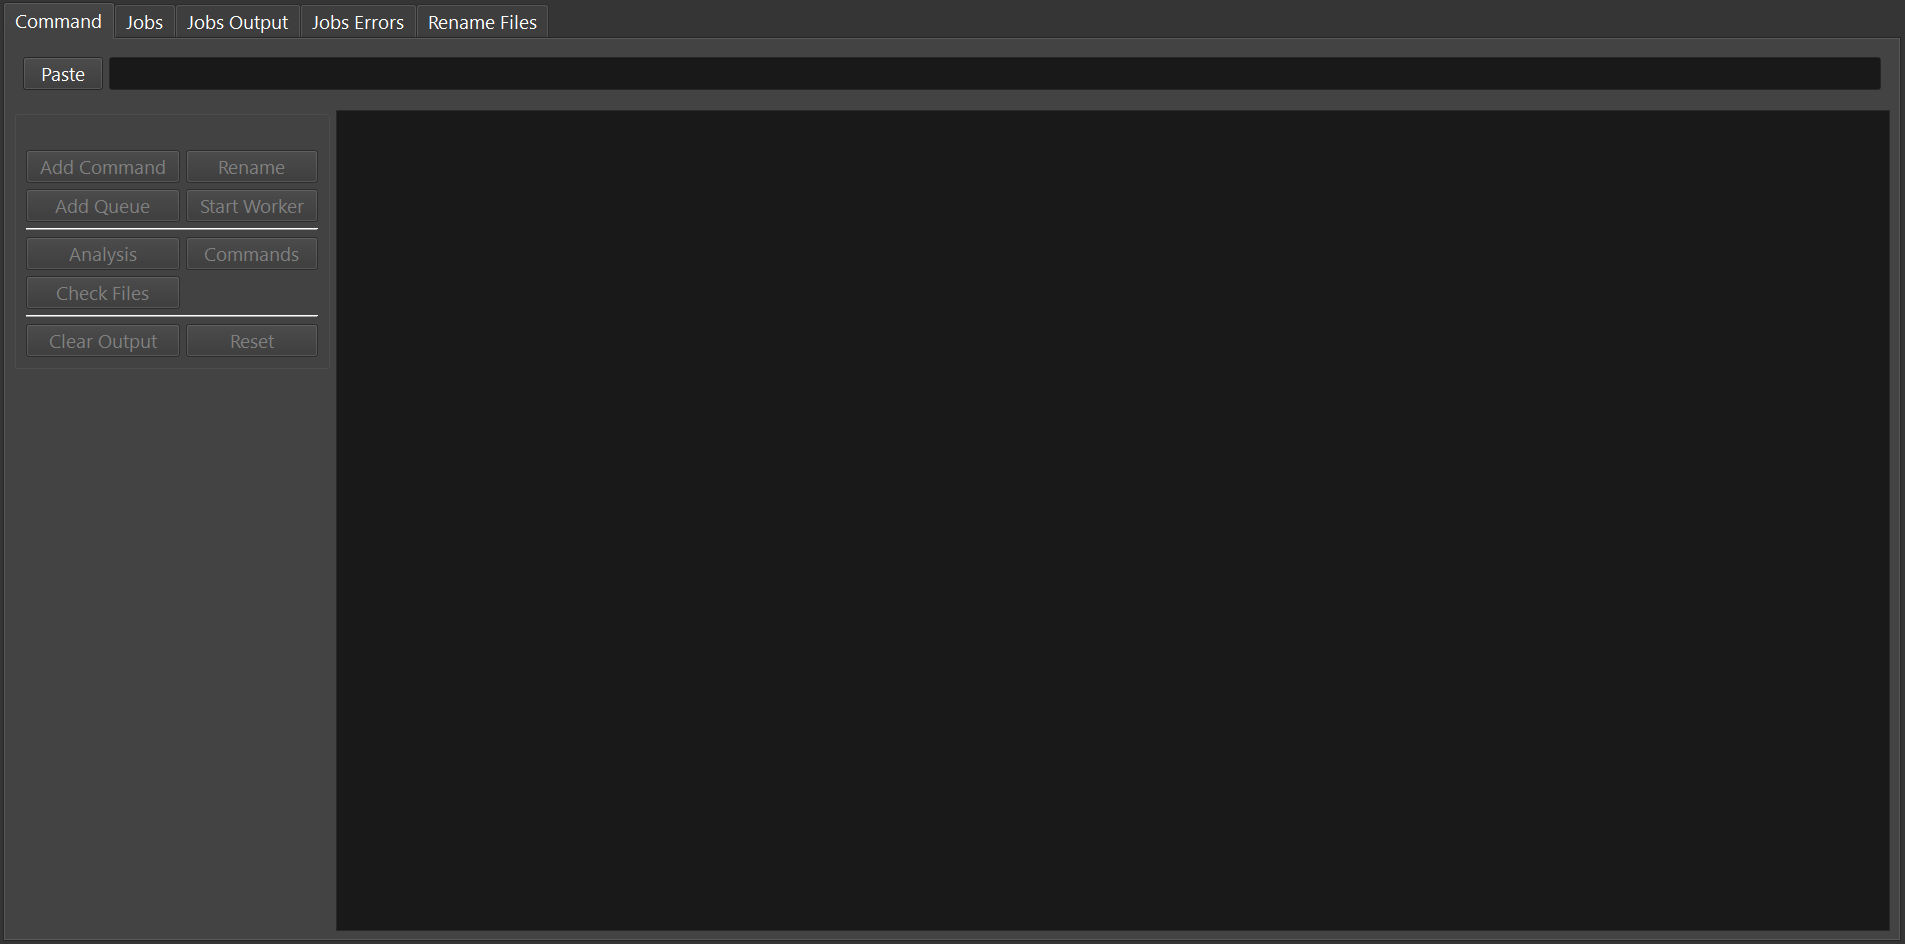 Command Jobs Jobs Output Jobs Errors Rename Files
Paste
Add Command Rename
Add Queue Start Worker
Analysis Commands
Check Files
Clear Output Reset